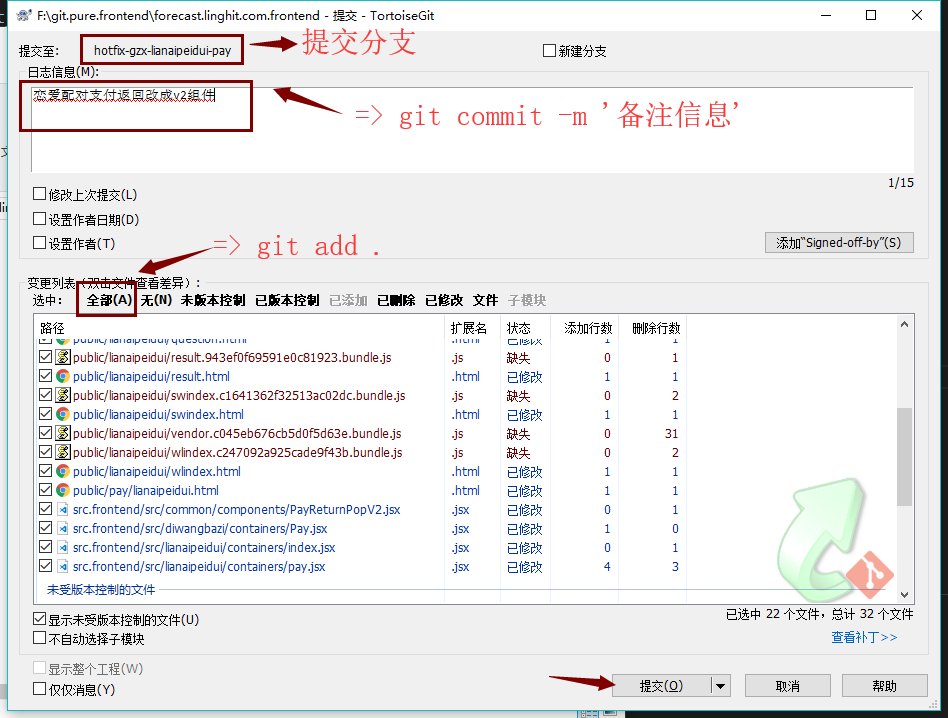 F:\git.pure.frontend\forecast.linghit.com.frontend - 提交 - TortoiseGit
提交至: hotfix-gzx-lianaipeidui-pay 提交分支 新建分支
日志信息(M):
恋爱配对支付返回改成v2组件
=> git commit -m '备注信息'
1/15
修改上次提交(L)
设置作者日期(D)
设置作者(T)
添加“Signed-off-by”(S)
=> git add .
变更列表（双击文件查看差异）:
选中: 全部(A) 无(N) 未版本控制 已版本控制 已添加 已删除 已修改 文件 子模块
路径 扩展名 状态 添加行数 删除行数
public/lianaipeidui/question.html .html 已修改 1 1
public/lianaipeidui/result.943ef0f69591e0c81923.bundle.js .js 缺失 0 1
public/lianaipeidui/result.html .html 已修改 1 1
public/lianaipeidui/swindex.c1641362f32513ac02dc.bundle.js .js 缺失 0 2
public/lianaipeidui/swindex.html .html 已修改 1 1
public/lianaipeidui/vendor.c045eb676cb5d0f5d63e.bundle.js .js 缺失 0 31
public/lianaipeidui/wlindex.c247092a925cade9f43b.bundle.js .js 缺失 0 2
public/lianaipeidui/wlindex.html .html 已修改 1 1
public/pay/lianaipeidui.html .html 已修改 1 1
src.frontend/src/common/components/PayReturnPopV2.jsx .jsx 已修改 0 1
src.frontend/src/diwangbazi/containers/Pay.jsx .jsx 已修改 1 0
src.frontend/src/lianaipeidui/containers/index.jsx .jsx 已修改 0 1
src.frontend/src/lianaipeidui/containers/pay.jsx .jsx 已修改 4 3
未受版本控制的文件
显示未受版本控制的文件(U) 已选中 22 个文件，总计 32 个文件
不自动选择子模块 查看补丁>>
显示整个工程(W)
仅仅消息(Y) 提交(O) 取消 帮助